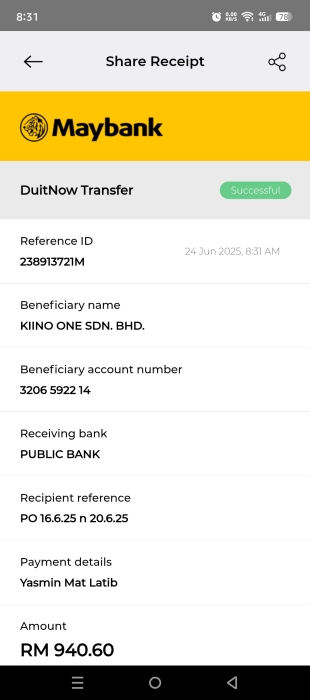 8:31
0.00 KB/S 4G 78
Share Receipt
Maybank
DuitNow Transfer Successful
Reference ID
24 Jun 2025, 8:31 AM
238913721M
Beneficiary name
KIINO ONE SDN. BHD.
Beneficiary account number
3206 5922 14
Receiving bank
PUBLIC BANK
Recipient reference
PO 16.6.25 n 20.6.25
Payment details
Yasmin Mat Latib
Amount
RM 940.60